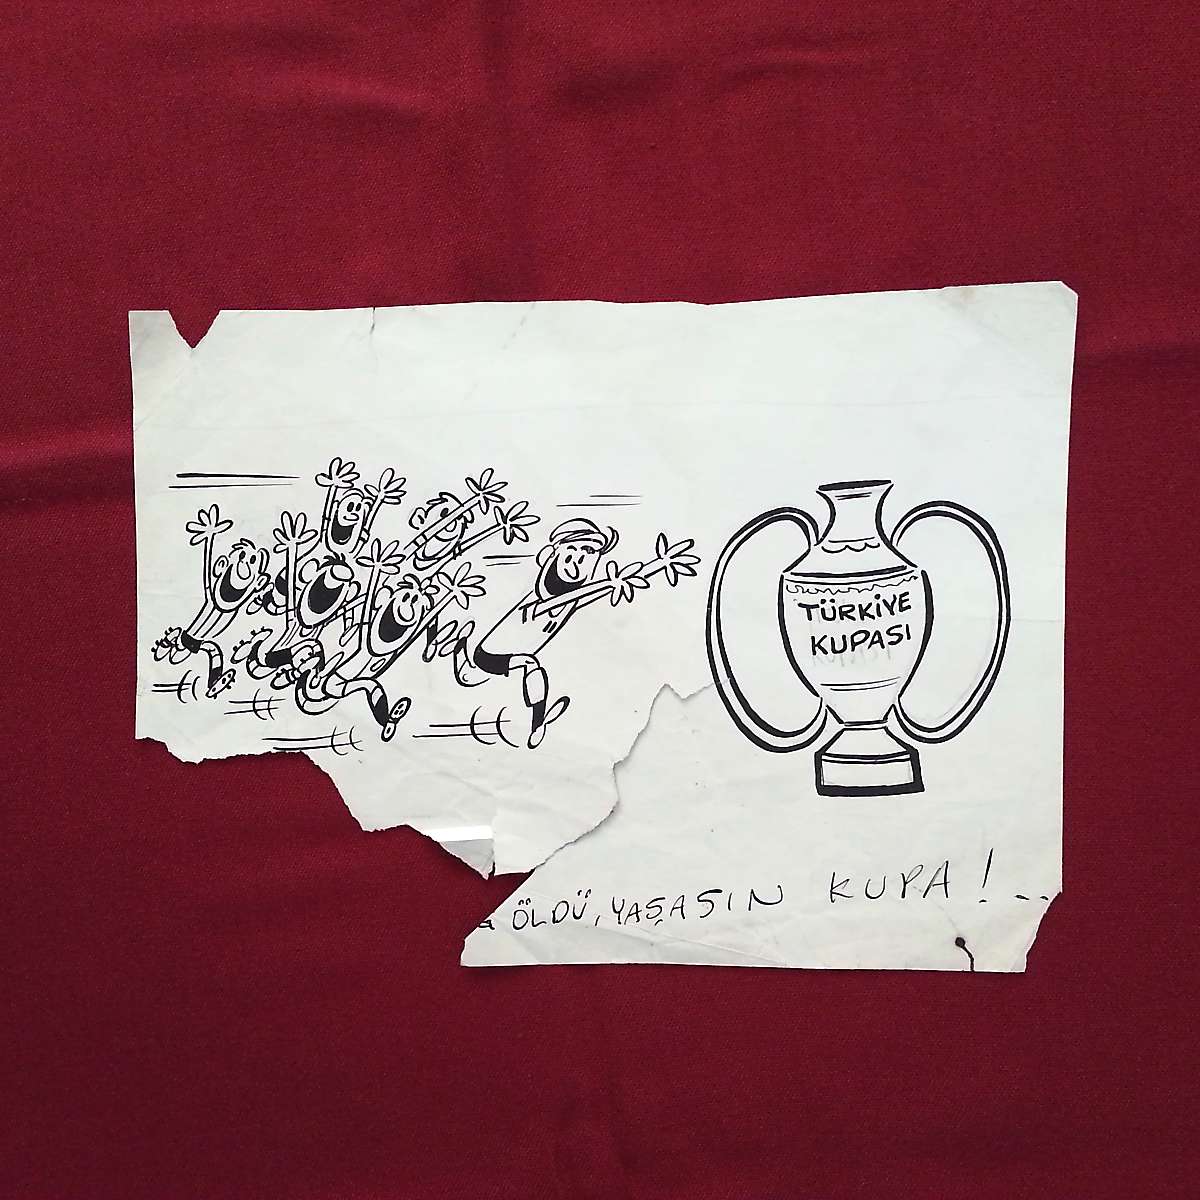 TÜRKİYE
KUPASI
ÖLDÜ, YAŞASIN KUPA! --